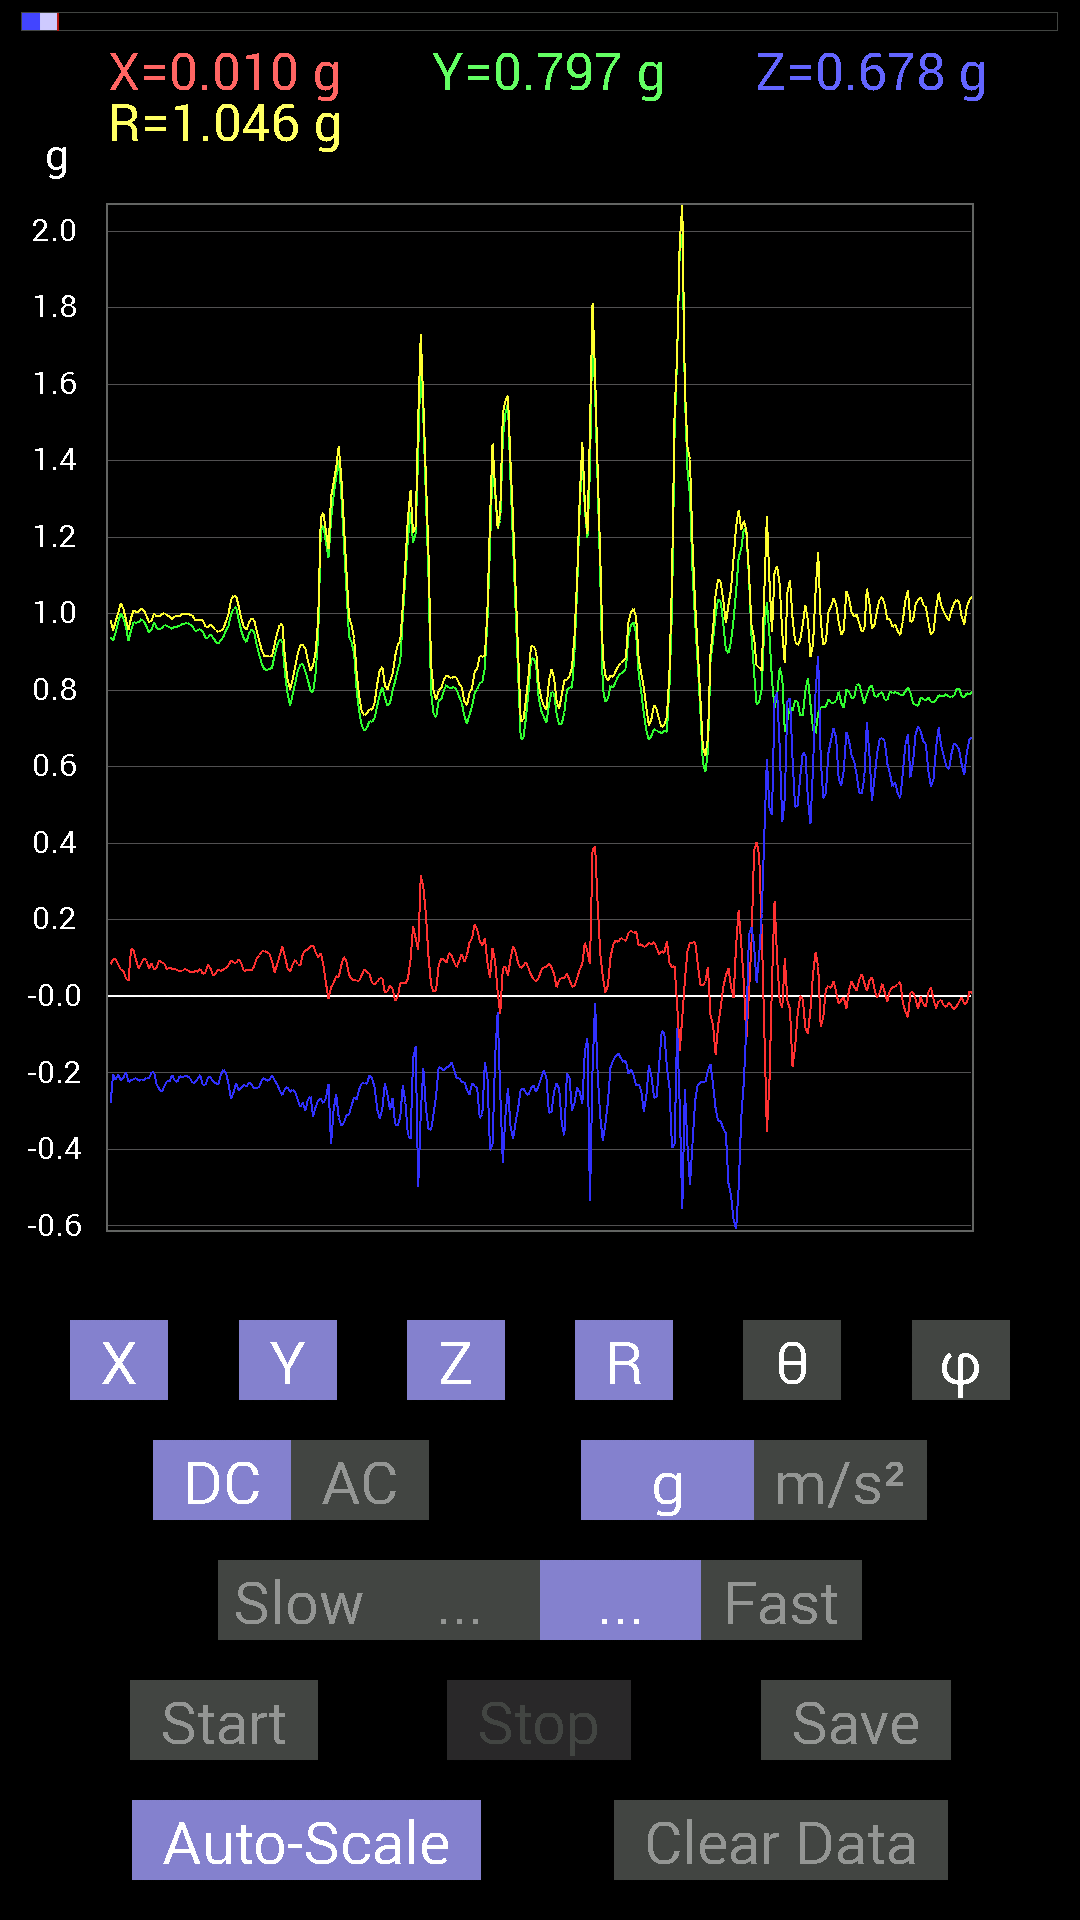 X=0.010 g Y=0.797 g Z=0.678 g
R=1.046 g
g
2.0
1.8
1.6
1.4
1.2
1.0
0.8
0.6
0.4
0.2
-0.0
-0.2
-0.4
-0.6
X Y Z R θ φ
DC AC g m/s²
Slow ... ... Fast
Start Stop Save
Auto-Scale Clear Data